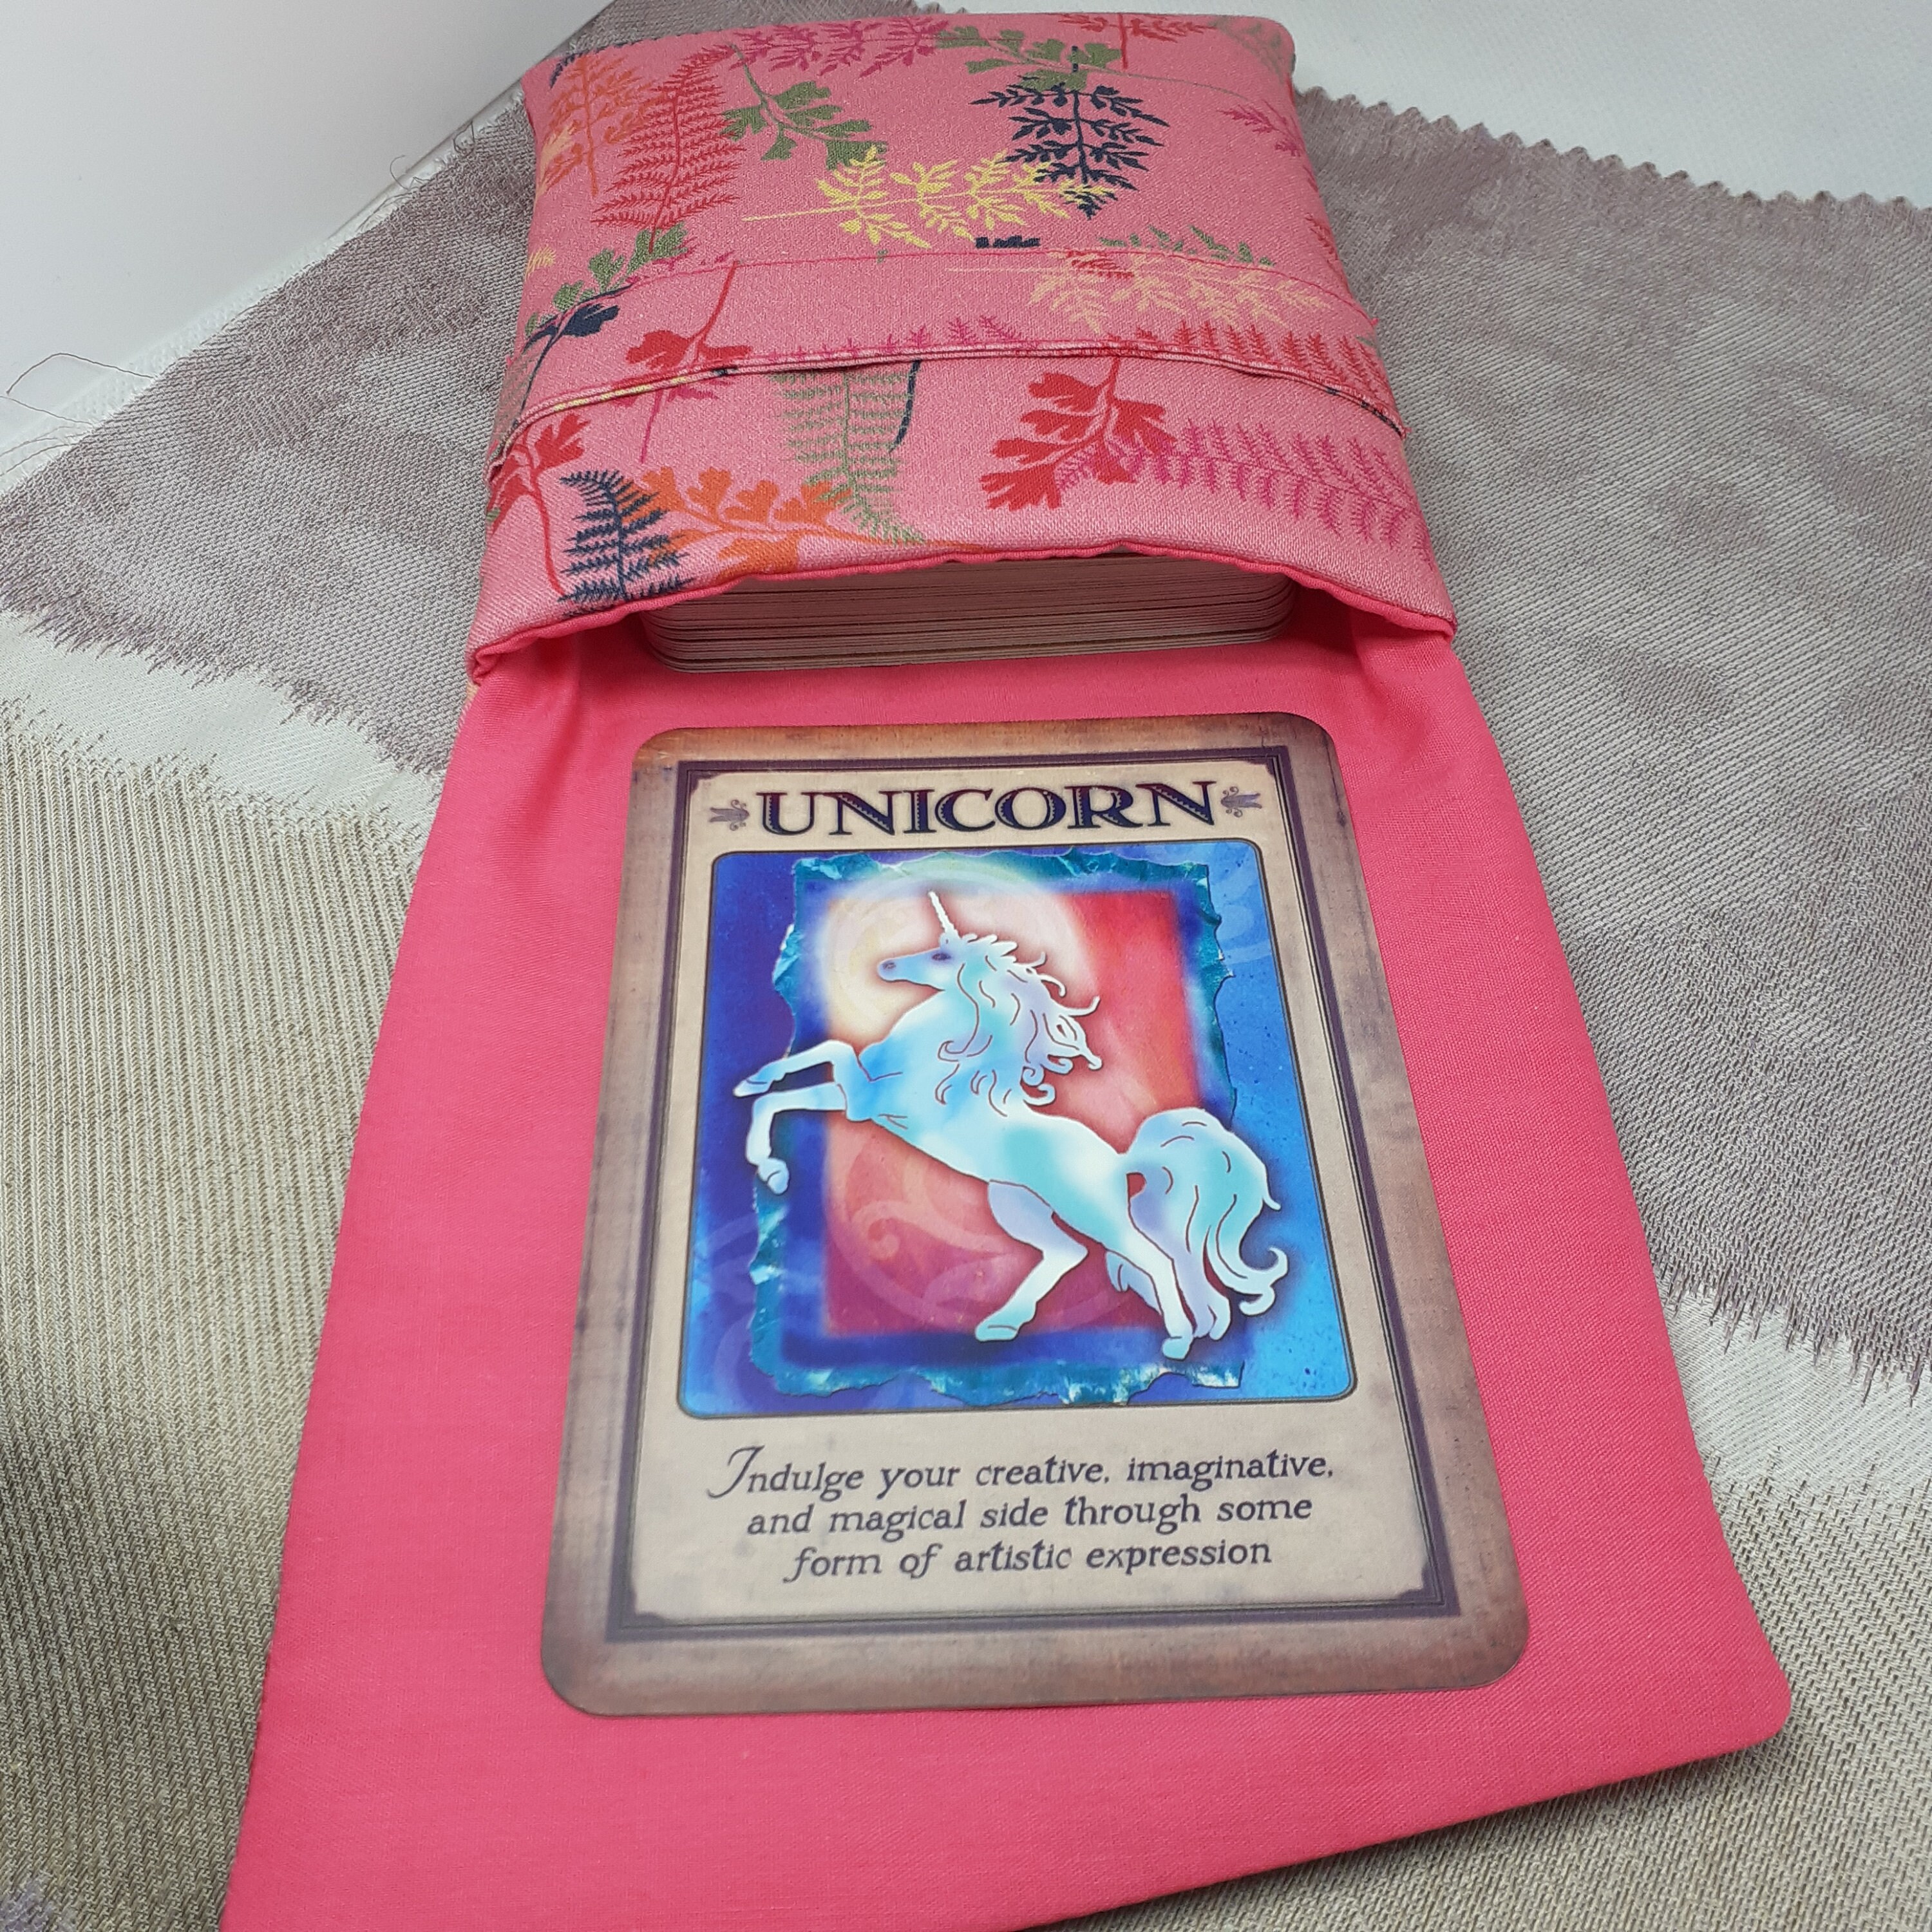 UNICORN
Indulge your creative, imaginative,
and magical side through some
form of artistic expression